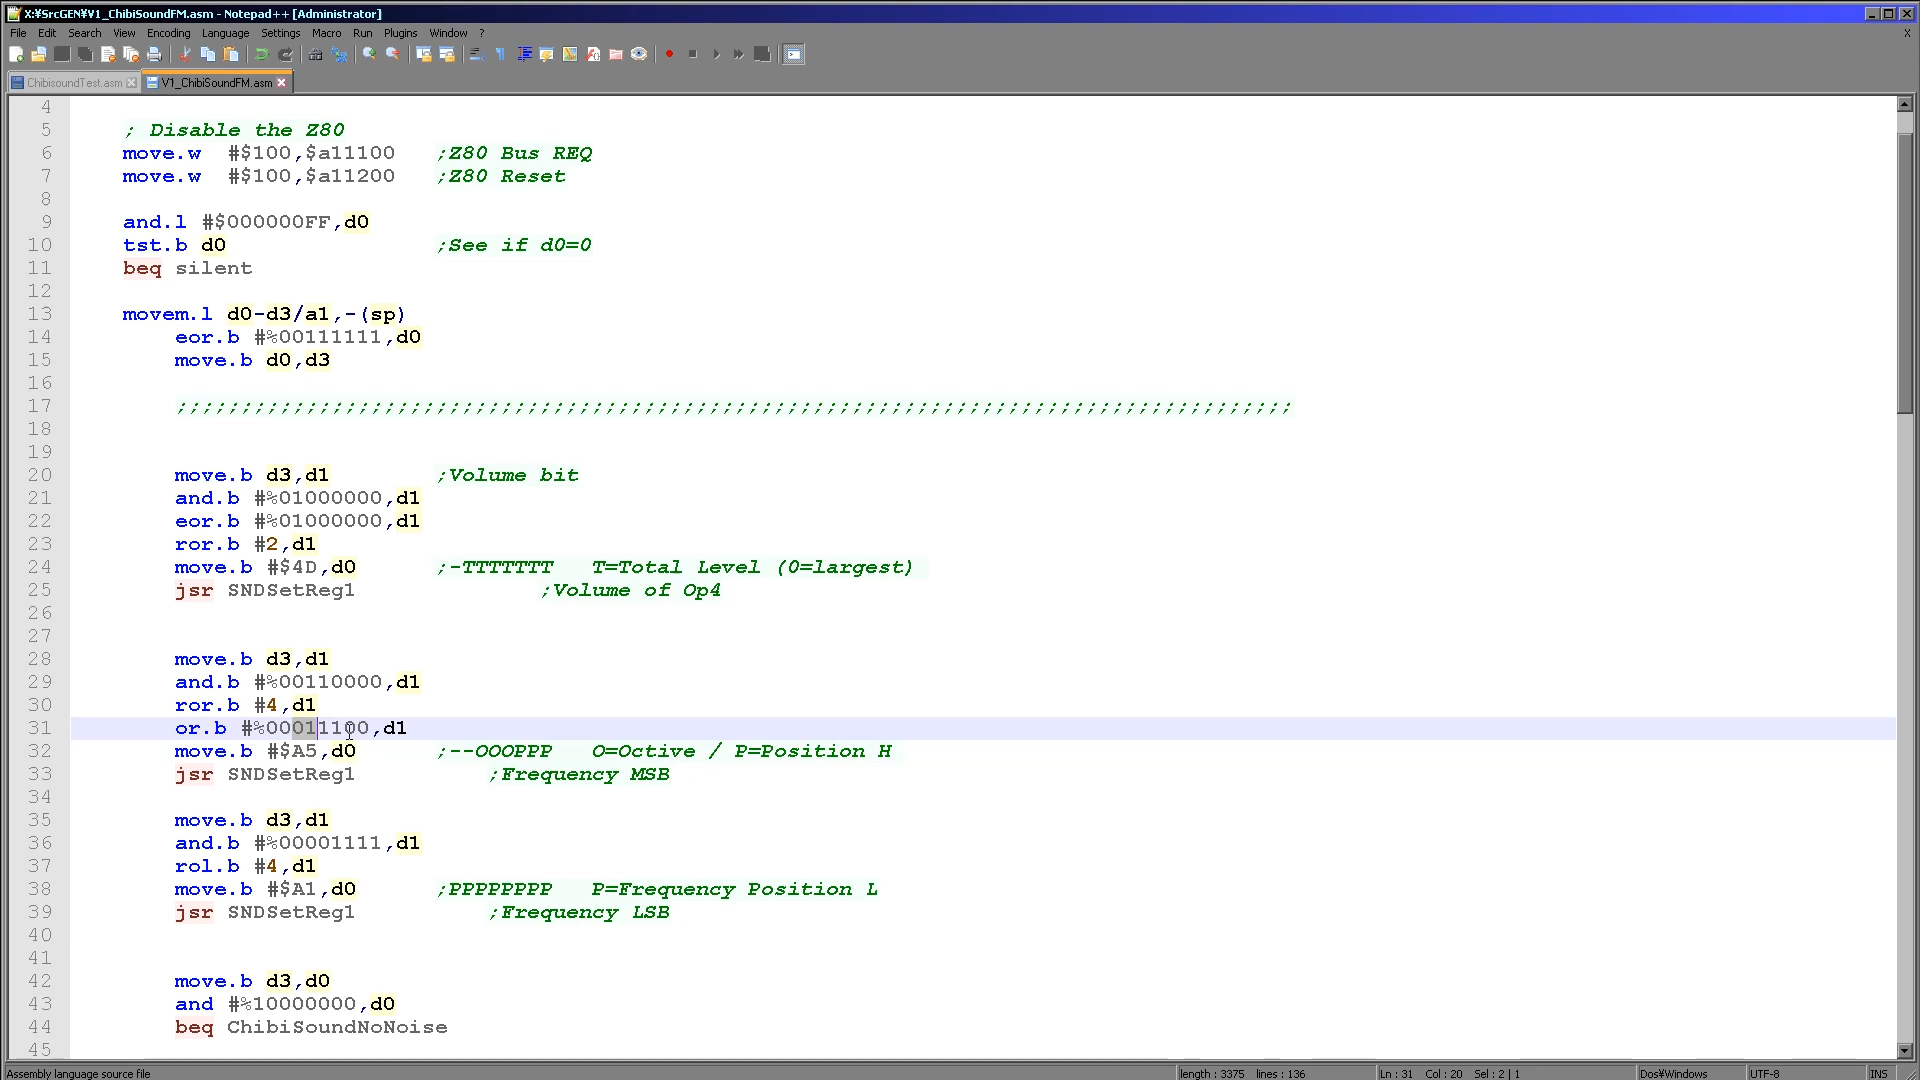 X:¥SrcGEN¥V1_ChibiSoundFM.asm - Notepad++ [Administrator]
File Edit Search View Encoding Language Settings Macro Run Plugins Window ? X
ChibisoundTest.asm V1_ChibiSoundFM.asm
4
5 ; Disable the Z80
6 move.w #$100,$a11100 ;Z80 Bus REQ
7 move.w #$100,$a11200 ;Z80 Reset
8
9 and.l #$000000FF,d0
10 tst.b d0 ;See if d0=0
11 beq silent
12
13 movem.l d0-d3/a1,-(sp)
14 eor.b #%00111111,d0
15 move.b d0,d3
16
17 ;;;;;;;;;;;;;;;;;;;;;;;;;;;;;;;;;;;;;;;;;;;;;;;;;;;;;;;;;;;;;;;;;;;;;;;;;;;;;;;;;;;;;
18
19
20 move.b d3,d1 ;Volume bit
21 and.b #%01000000,d1
22 eor.b #%01000000,d1
23 ror.b #2,d1
24 move.b #$4D,d0 ;-TTTTTTT T=Total Level (0=largest)
25 jsr SNDSetReg1 ;Volume of Op4
26
27
28 move.b d3,d1
29 and.b #%00110000,d1
30 ror.b #4,d1
31 or.b #%00011100,d1
32 move.b #$A5,d0 ;--OOOPPP O=Octive / P=Position H
33 jsr SNDSetReg1 ;Frequency MSB
34
35 move.b d3,d1
36 and.b #%00001111,d1
37 rol.b #4,d1
38 move.b #$A1,d0 ;PPPPPPPP P=Frequency Position L
39 jsr SNDSetReg1 ;Frequency LSB
40
41
42 move.b d3,d0
43 and #%10000000,d0
44 beq ChibiSoundNoNoise
45
Assembly language source file length : 3375 lines : 136 Ln : 31 Col : 20 Sel : 2 | 1 Dos¥Windows UTF-8 INS